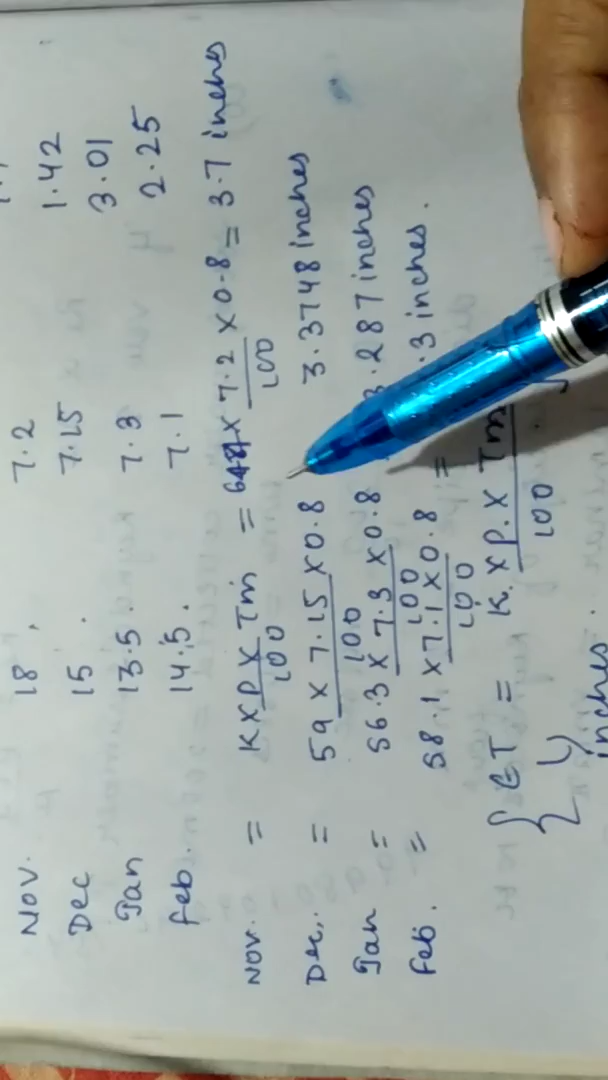 Nov. 18. 7.2 1.42
Dec 15. 7.15 3.01
Jan 13.5. 7.3 2.25
Feb. 14.5. 7.1
Nov. = K x P x Tm / 100 = 64.4 x 7.2 x 0.8 / 100 = 3.7 inches
Dec. = 59 x 7.15 x 0.8 / 100 3.3748 inches
Jan = 56.3 x 7.3 x 0.8 / 100 .287 inches
Feb. = 58.1 x 7.1 x 0.8 / 100 = .3 inches.
{ ET = K. x P. x Tm / 100
inches